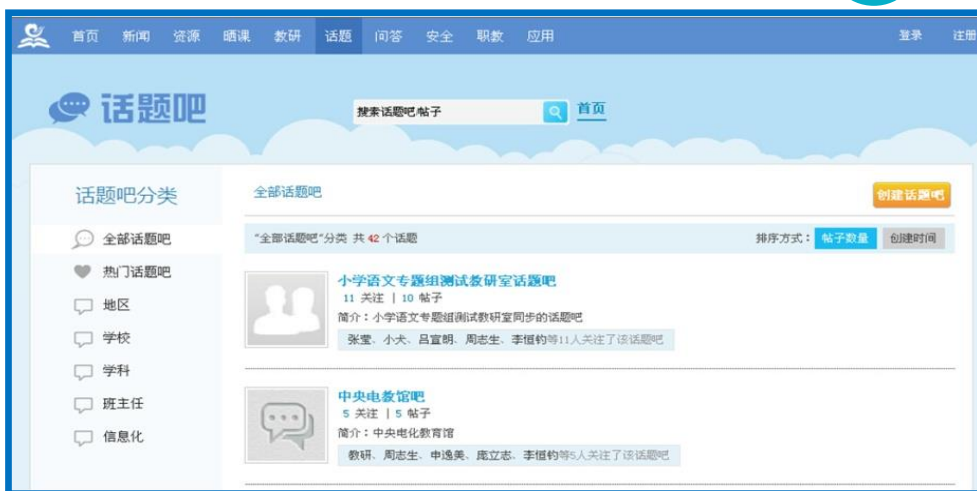 首页 新闻 资源 晒课 教研 话题 问答 安全 职教 应用 登录 注册
话题吧
搜索话题吧/帖子 首页
话题吧分类
全部话题吧
热门话题吧
地区
学校
学科
班主任
信息化
全部话题吧 创建话题吧
"全部话题吧"分类 共 42 个话题 排序方式： 帖子数量 创建时间
小学语文专题组测试教研室话题吧
11 关注 | 10 帖子
简介：小学语文专题组测试教研室同步的话题吧
张莹、小犬、吕宣明、周志生、李恒钧等11人关注了该话题吧
中央电教馆吧
5 关注 | 5 帖子
简介：中央电化教育馆
教研、周志生、申逸美、庞立志、李恒钧等5人关注了该话题吧